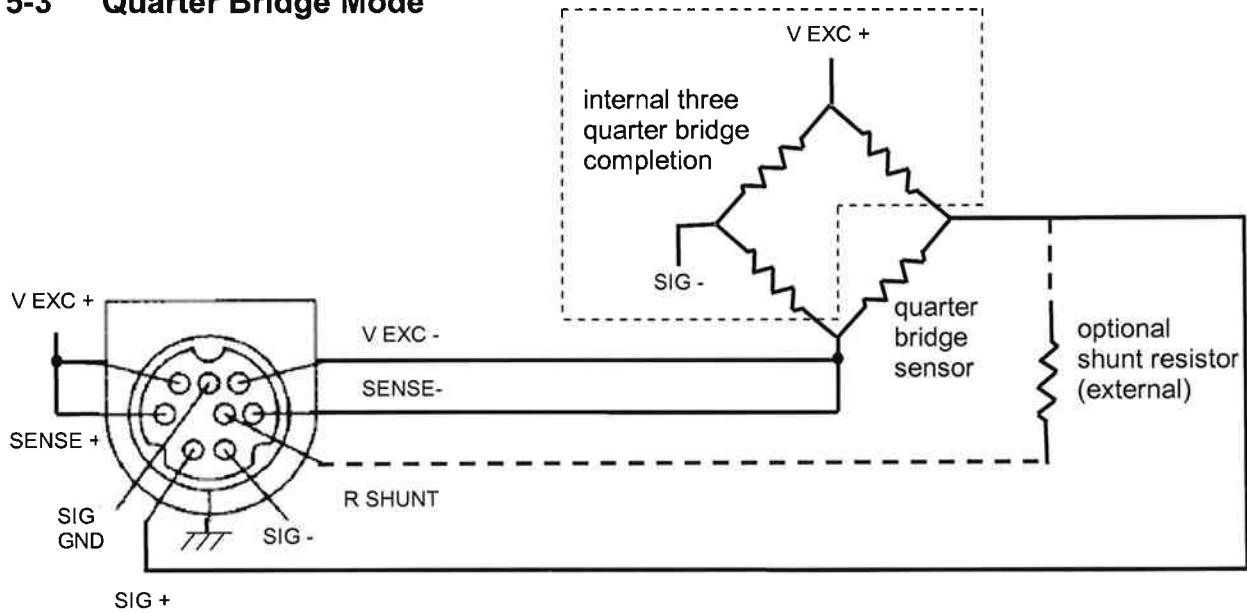 5-3 Quarter Bridge Mode
V EXC +
internal three
quarter bridge
completion
SIG -
quarter
bridge
sensor
optional
shunt resistor
(external)
V EXC +
V EXC -
SENSE-
SENSE +
R SHUNT
SIG
GND
SIG -
SIG +